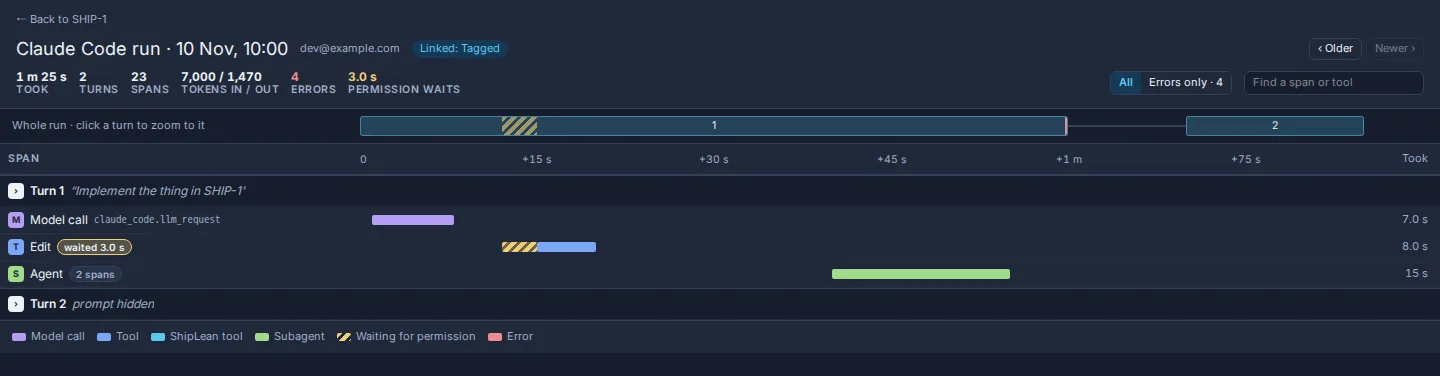 ← Back to SHIP-1
Claude Code run · 10 Nov, 10:00 dev@example.com Linked: Tagged ‹ Older Newer ›
1 m 25 s 2 23 7,000 / 1,470 4 3.0 s
TOOK TURNS SPANS TOKENS IN / OUT ERRORS PERMISSION WAITS
All Errors only · 4 Find a span or tool
Whole run · click a turn to zoom to it 1 2
SPAN 0 +15 s +30 s +45 s +1 m +75 s Took
› Turn 1 “Implement the thing in SHIP-1”
M Model call claude_code.llm_request 7.0 s
T Edit waited 3.0 s 8.0 s
S Agent 2 spans 15 s
› Turn 2 prompt hidden
Model call Tool ShipLean tool Subagent Waiting for permission Error